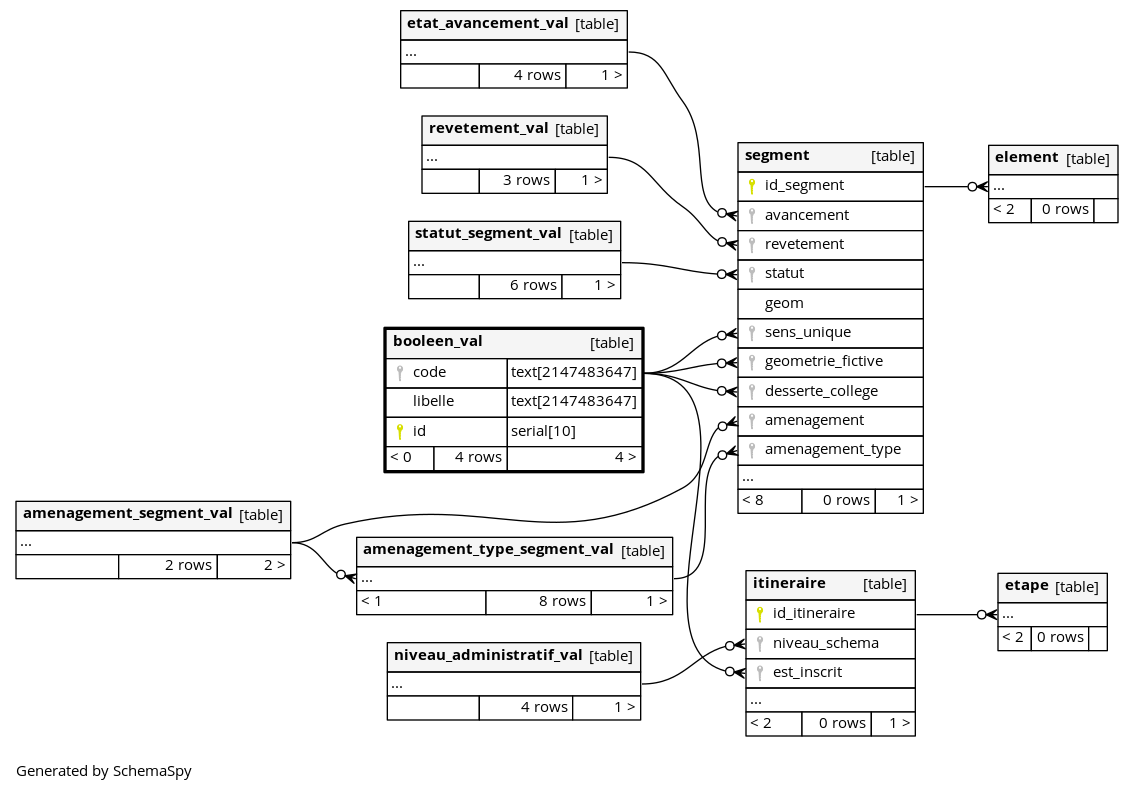 etat_avancement_val [table]
...
4 rows 1 >
revetement_val [table]
...
3 rows 1 >
statut_segment_val [table]
...
6 rows 1 >
booleen_val [table]
code text[2147483647]
libelle text[2147483647]
id serial[10]
< 0 4 rows 4 >
amenagement_segment_val [table]
...
2 rows 2 >
amenagement_type_segment_val [table]
...
< 1 8 rows 1 >
niveau_administratif_val [table]
...
4 rows 1 >
segment [table]
id_segment
avancement
revetement
statut
geom
sens_unique
geometrie_fictive
desserte_college
amenagement
amenagement_type
...
< 8 0 rows 1 >
element [table]
...
< 2 0 rows
itineraire [table]
id_itineraire
niveau_schema
est_inscrit
...
< 2 0 rows 1 >
etape [table]
...
< 2 0 rows
Generated by SchemaSpy